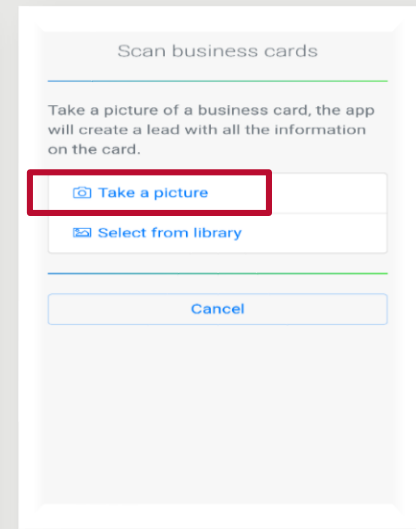 Scan business cards
Take a picture of a business card, the app
will create a lead with all the information
on the card.
Take a picture
Select from library
Cancel